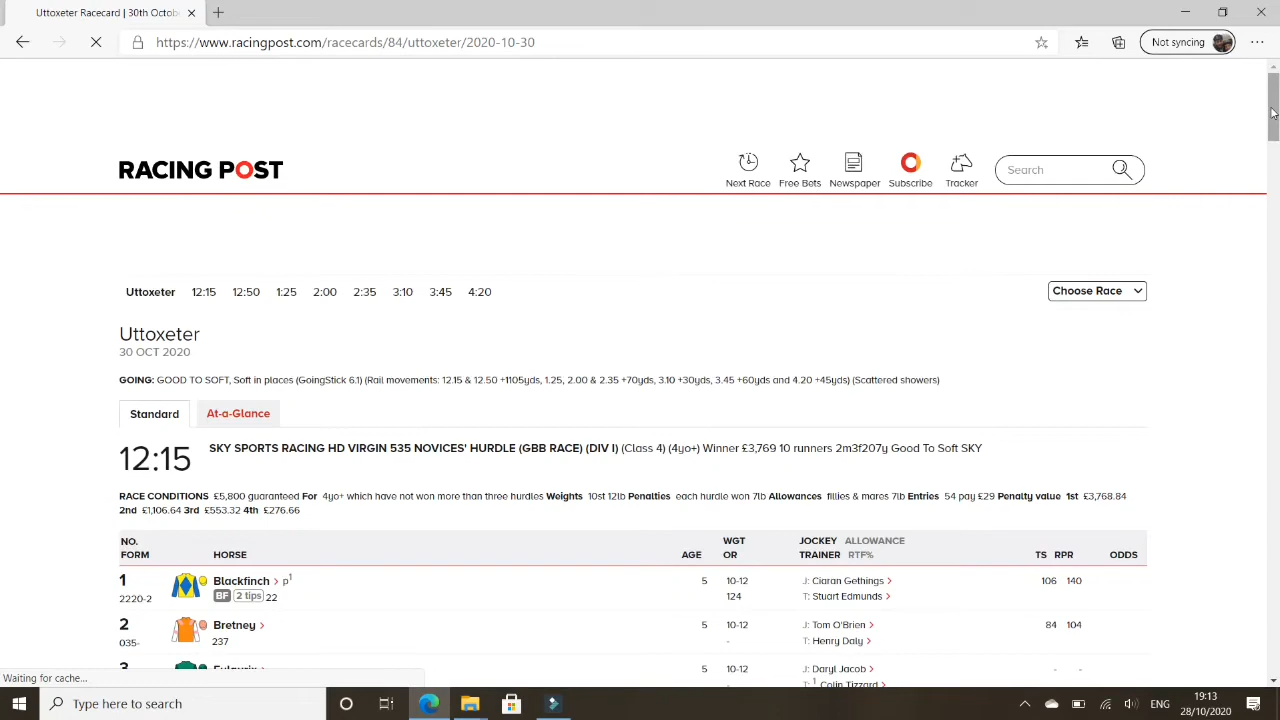 Uttoxeter Racecard | 30th Octob
https://www.racingpost.com/racecards/84/uttoxeter/2020-10-30
Not syncing
RACING POST
Next Race Free Bets Newspaper Subscribe Tracker Search
Uttoxeter 12:15 12:50 1:25 2:00 2:35 3:10 3:45 4:20 Choose Race
Uttoxeter
30 OCT 2020
GOING: GOOD TO SOFT, Soft in places (GoingStick 6.1) (Rail movements: 12.15 & 12.50 +1105yds, 1.25, 2.00 & 2.35 +70yds, 3.10 +30yds, 3.45 +60yds and 4.20 +45yds) (Scattered showers)
Standard At-a-Glance
12:15 SKY SPORTS RACING HD VIRGIN 535 NOVICES' HURDLE (GBB RACE) (DIV I) (Class 4) (4yo+) Winner £3,769 10 runners 2m3f207y Good To Soft SKY
RACE CONDITIONS £5,800 guaranteed For 4yo+ which have not won more than three hurdles Weights 10st 12lb Penalties each hurdle won 7lb Allowances fillies & mares 7lb Entries 54 pay £29 Penalty value 1st £3,768.84
2nd £1,106.64 3rd £553.32 4th £276.66
NO. WGT JOCKEY ALLOWANCE
FORM HORSE AGE OR TRAINER RTF% TS RPR ODDS
1 Blackfinch > p1 5 10-12 J: Ciaran Gethings > 106 140
2220-2 BF 2 tips 22 124 T: Stuart Edmunds >
2 Bretney > 5 10-12 J: Tom O'Brien > 84 104
035- 237 - T: Henry Daly >
3 5 10-12 J: Daryl Jacob > - -
T: 1 Colin Tizzard >
Waiting for cache...
Type here to search
ENG 19:13
28/10/2020